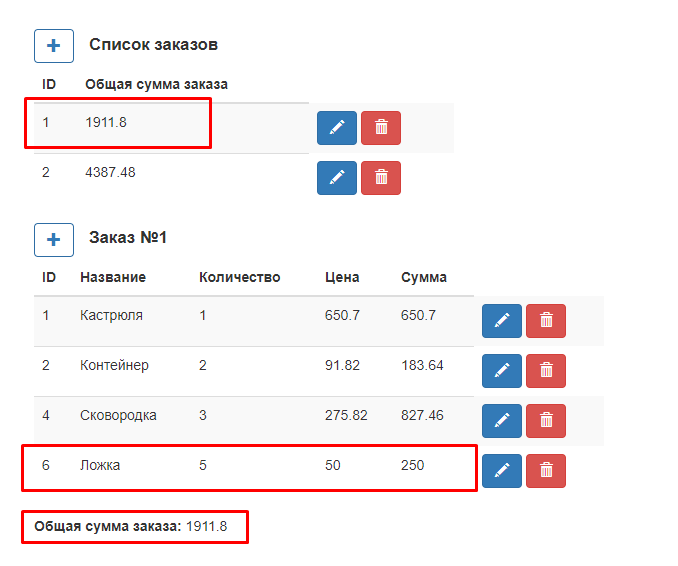 Список заказов
ID Общая сумма заказа
1 1911.8
2 4387.48
Заказ №1
ID Название Количество Цена Сумма
1 Кастрюля 1 650.7 650.7
2 Контейнер 2 91.82 183.64
4 Сковородка 3 275.82 827.46
6 Ложка 5 50 250
Общая сумма заказа: 1911.8